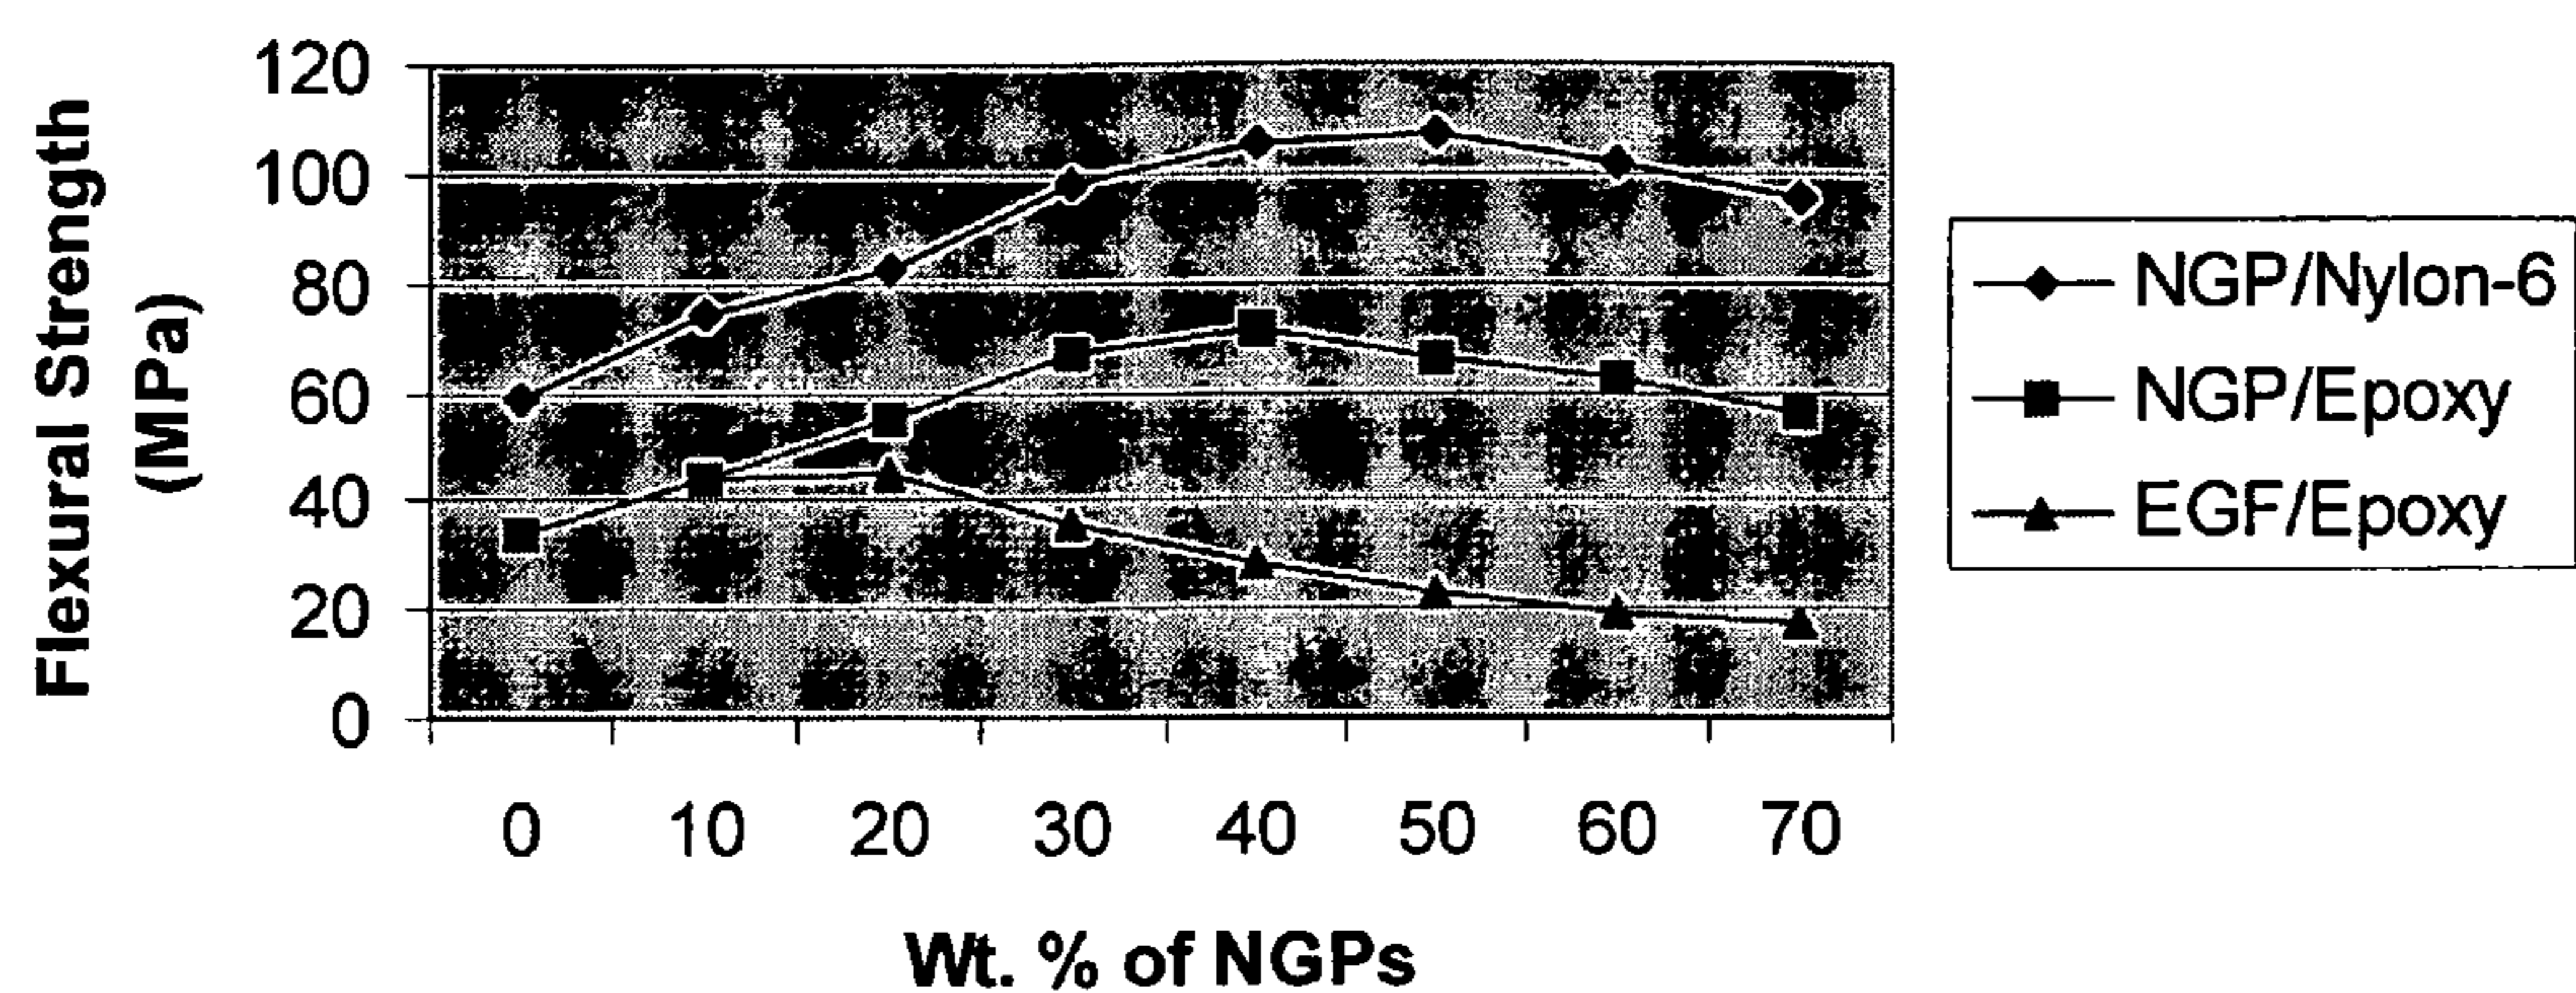 Flexural Strength
(MPa)
120
100
80
60
40
20
0
0 10 20 30 40 50 60 70
Wt. % of NGPs
NGP/Nylon-6
NGP/Epoxy
EGF/Epoxy